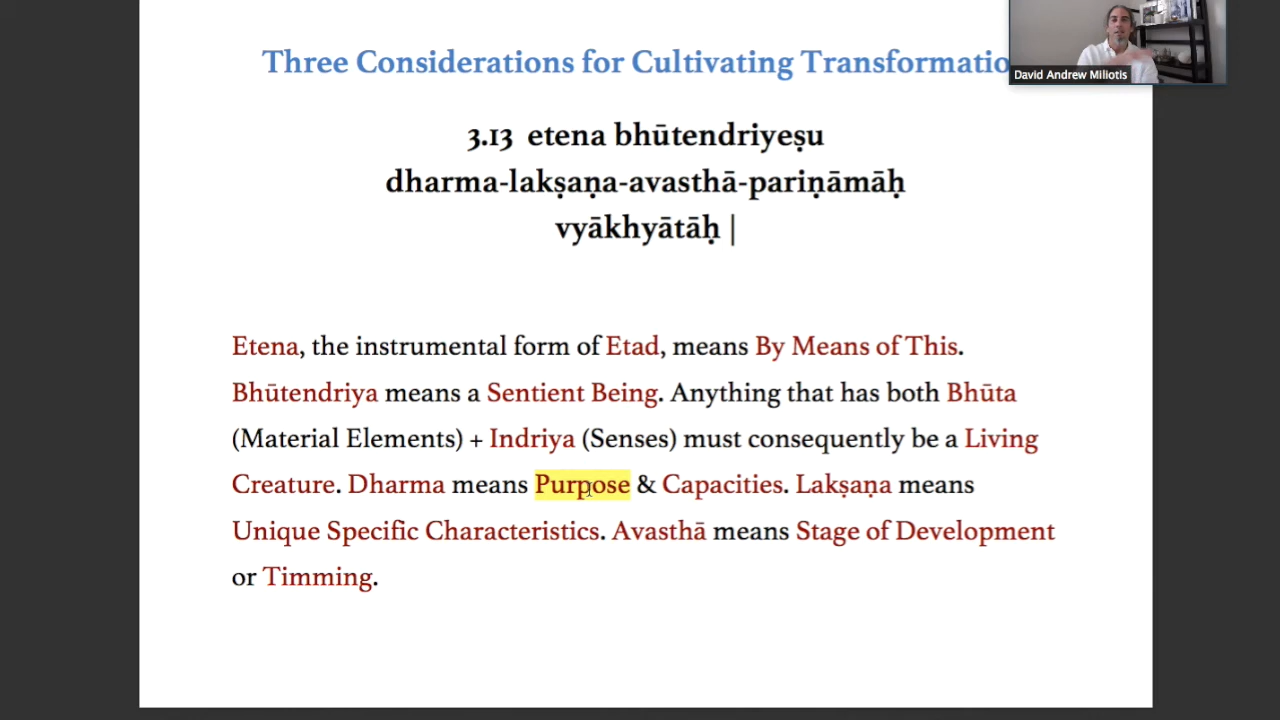 Three Considerations for Cultivating Transformatio
David Andrew Miliotis
3.13 etena bhūtendriyeṣu
dharma-lakṣaṇa-avasthā-pariṇāmāḥ
vyākhyātāḥ |
Etena, the instrumental form of Etad, means By Means of This.
Bhūtendriya means a Sentient Being. Anything that has both Bhūta
(Material Elements) + Indriya (Senses) must consequently be a Living
Creature. Dharma means Purpose & Capacities. Lakṣaṇa means
Unique Specific Characteristics. Avasthā means Stage of Development
or Timming.